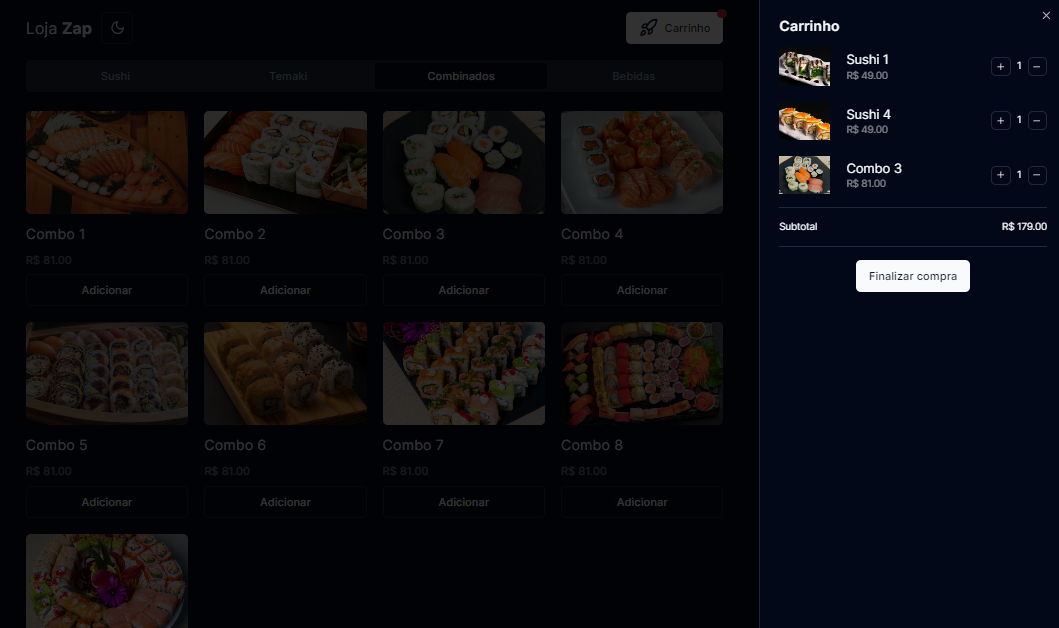 Loja Zap
Carrinho
Sushi
Temaki
Combinados
Bebidas
Combo 1
Combo 2
Combo 3
Combo 4
R$ 81.00
R$ 81.00
R$ 81.00
R$ 81.00
Adicionar
Adicionar
Adicionar
Adicionar
Combo 5
Combo 6
Combo 7
Combo 8
R$ 81.00
R$ 81.00
R$ 81.00
R$ 81.00
Adicionar
Adicionar
Adicionar
Adicionar
Carrinho
Sushi 1
R$ 49.00
+ 1 −
Sushi 4
R$ 49.00
+ 1 −
Combo 3
R$ 81.00
+ 1 −
Subtotal
R$ 179.00
Finalizar compra